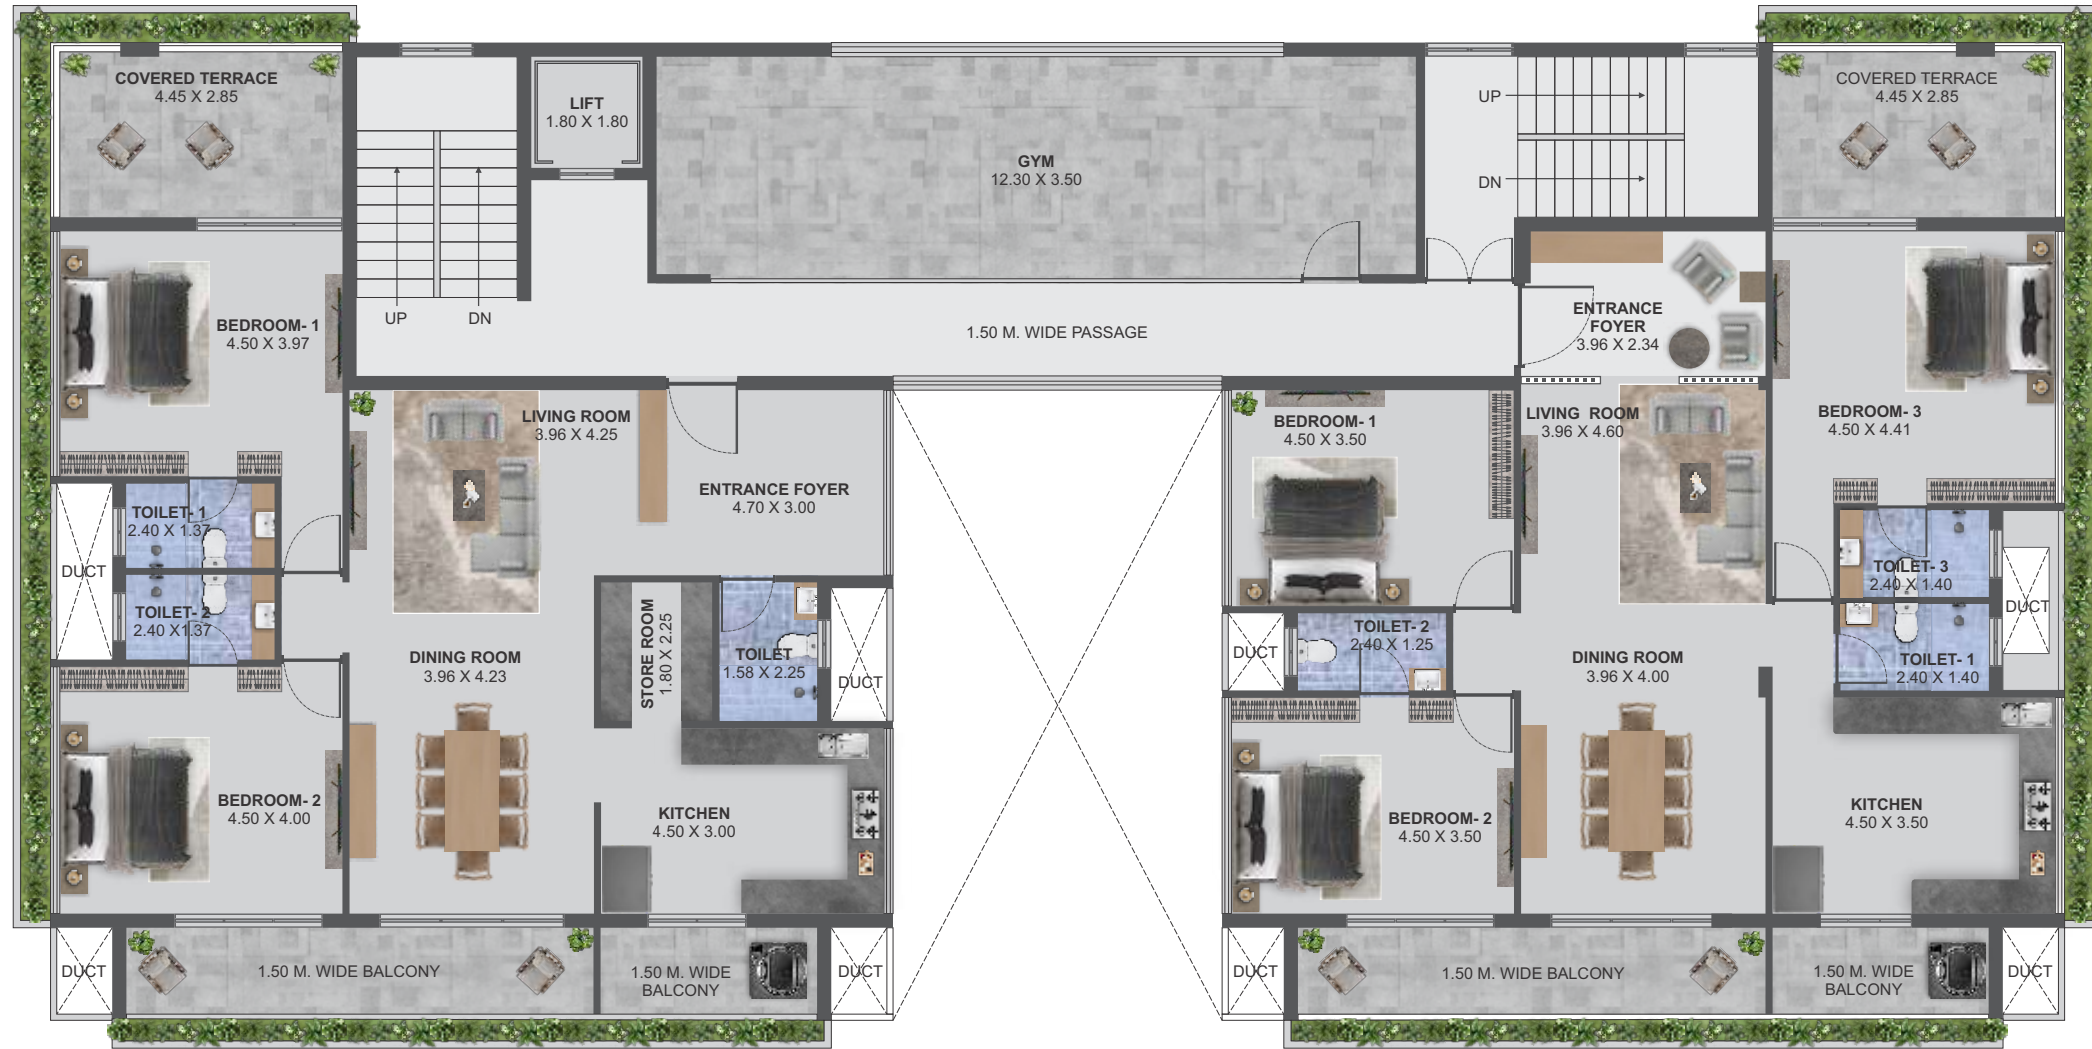 COVERED TERRACE
4.45 X 2.85
LIFT
1.80 X 1.80
GYM
12.30 X 3.50
UP
DN
COVERED TERRACE
4.45 X 2.85
BEDROOM- 1
4.50 X 3.97
UP
DN
1.50 M. WIDE PASSAGE
ENTRANCE
FOYER
3.96 X 2.34
LIVING ROOM
3.96 X 4.25
ENTRANCE FOYER
4.70 X 3.00
BEDROOM- 1
4.50 X 3.50
LIVING ROOM
3.96 X 4.60
BEDROOM- 3
4.50 X 4.41
TOILET- 1
2.40 X 1.37
DUCT
TOILET- 2
2.40 X1.37
DINING ROOM
3.96 X 4.23
STORE ROOM
1.80 X 2.25
TOILET
1.58 X 2.25
DUCT
DUCT
TOILET- 2
2.40 X 1.25
DINING ROOM
3.96 X 4.00
TOILET- 3
2.40 X 1.40
DUCT
TOILET- 1
2.40 X 1.40
BEDROOM- 2
4.50 X 4.00
KITCHEN
4.50 X 3.00
BEDROOM- 2
4.50 X 3.50
KITCHEN
4.50 X 3.50
DUCT
1.50 M. WIDE BALCONY
1.50 M. WIDE
BALCONY
DUCT
DUCT
1.50 M. WIDE BALCONY
1.50 M. WIDE
BALCONY
DUCT